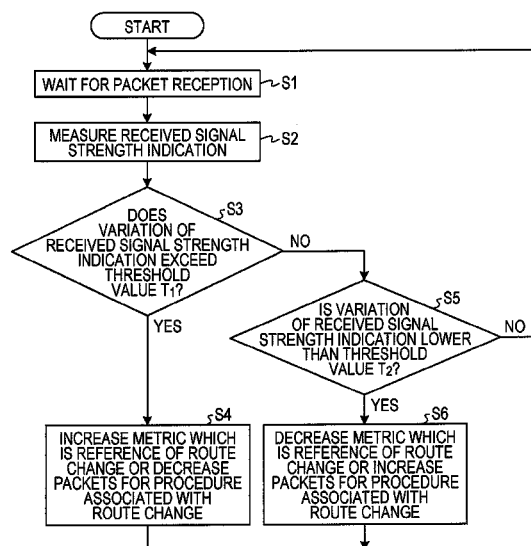 START
WAIT FOR PACKET RECEPTION
S1
MEASURE RECEIVED SIGNAL
STRENGTH INDICATION
S2
S3
DOES
VARIATION OF
RECEIVED SIGNAL STRENGTH
INDICATION EXCEED
THRESHOLD
VALUE T1?
NO
YES
S5
IS VARIATION
OF RECEIVED SIGNAL
STRENGTH INDICATION LOWER
THAN THRESHOLD
VALUE T2?
NO
YES
S4
INCREASE METRIC WHICH
IS REFERENCE OF ROUTE
CHANGE OR DECREASE
PACKETS FOR PROCEDURE
ASSOCIATED WITH
ROUTE CHANGE
S6
DECREASE METRIC WHICH
IS REFERENCE OF ROUTE
CHANGE OR INCREASE
PACKETS FOR PROCEDURE
ASSOCIATED WITH
ROUTE CHANGE